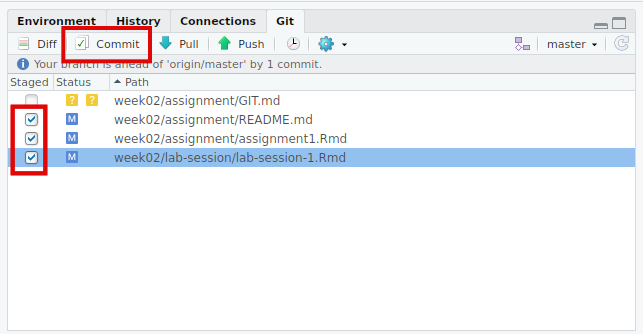 Environment History Connections Git
Diff Commit Pull Push master
Your branch is ahead of 'origin/master' by 1 commit.
Staged Status Path
? ? week02/assignment/GIT.md
M week02/assignment/README.md
M week02/assignment/assignment1.Rmd
M week02/lab-session/lab-session-1.Rmd